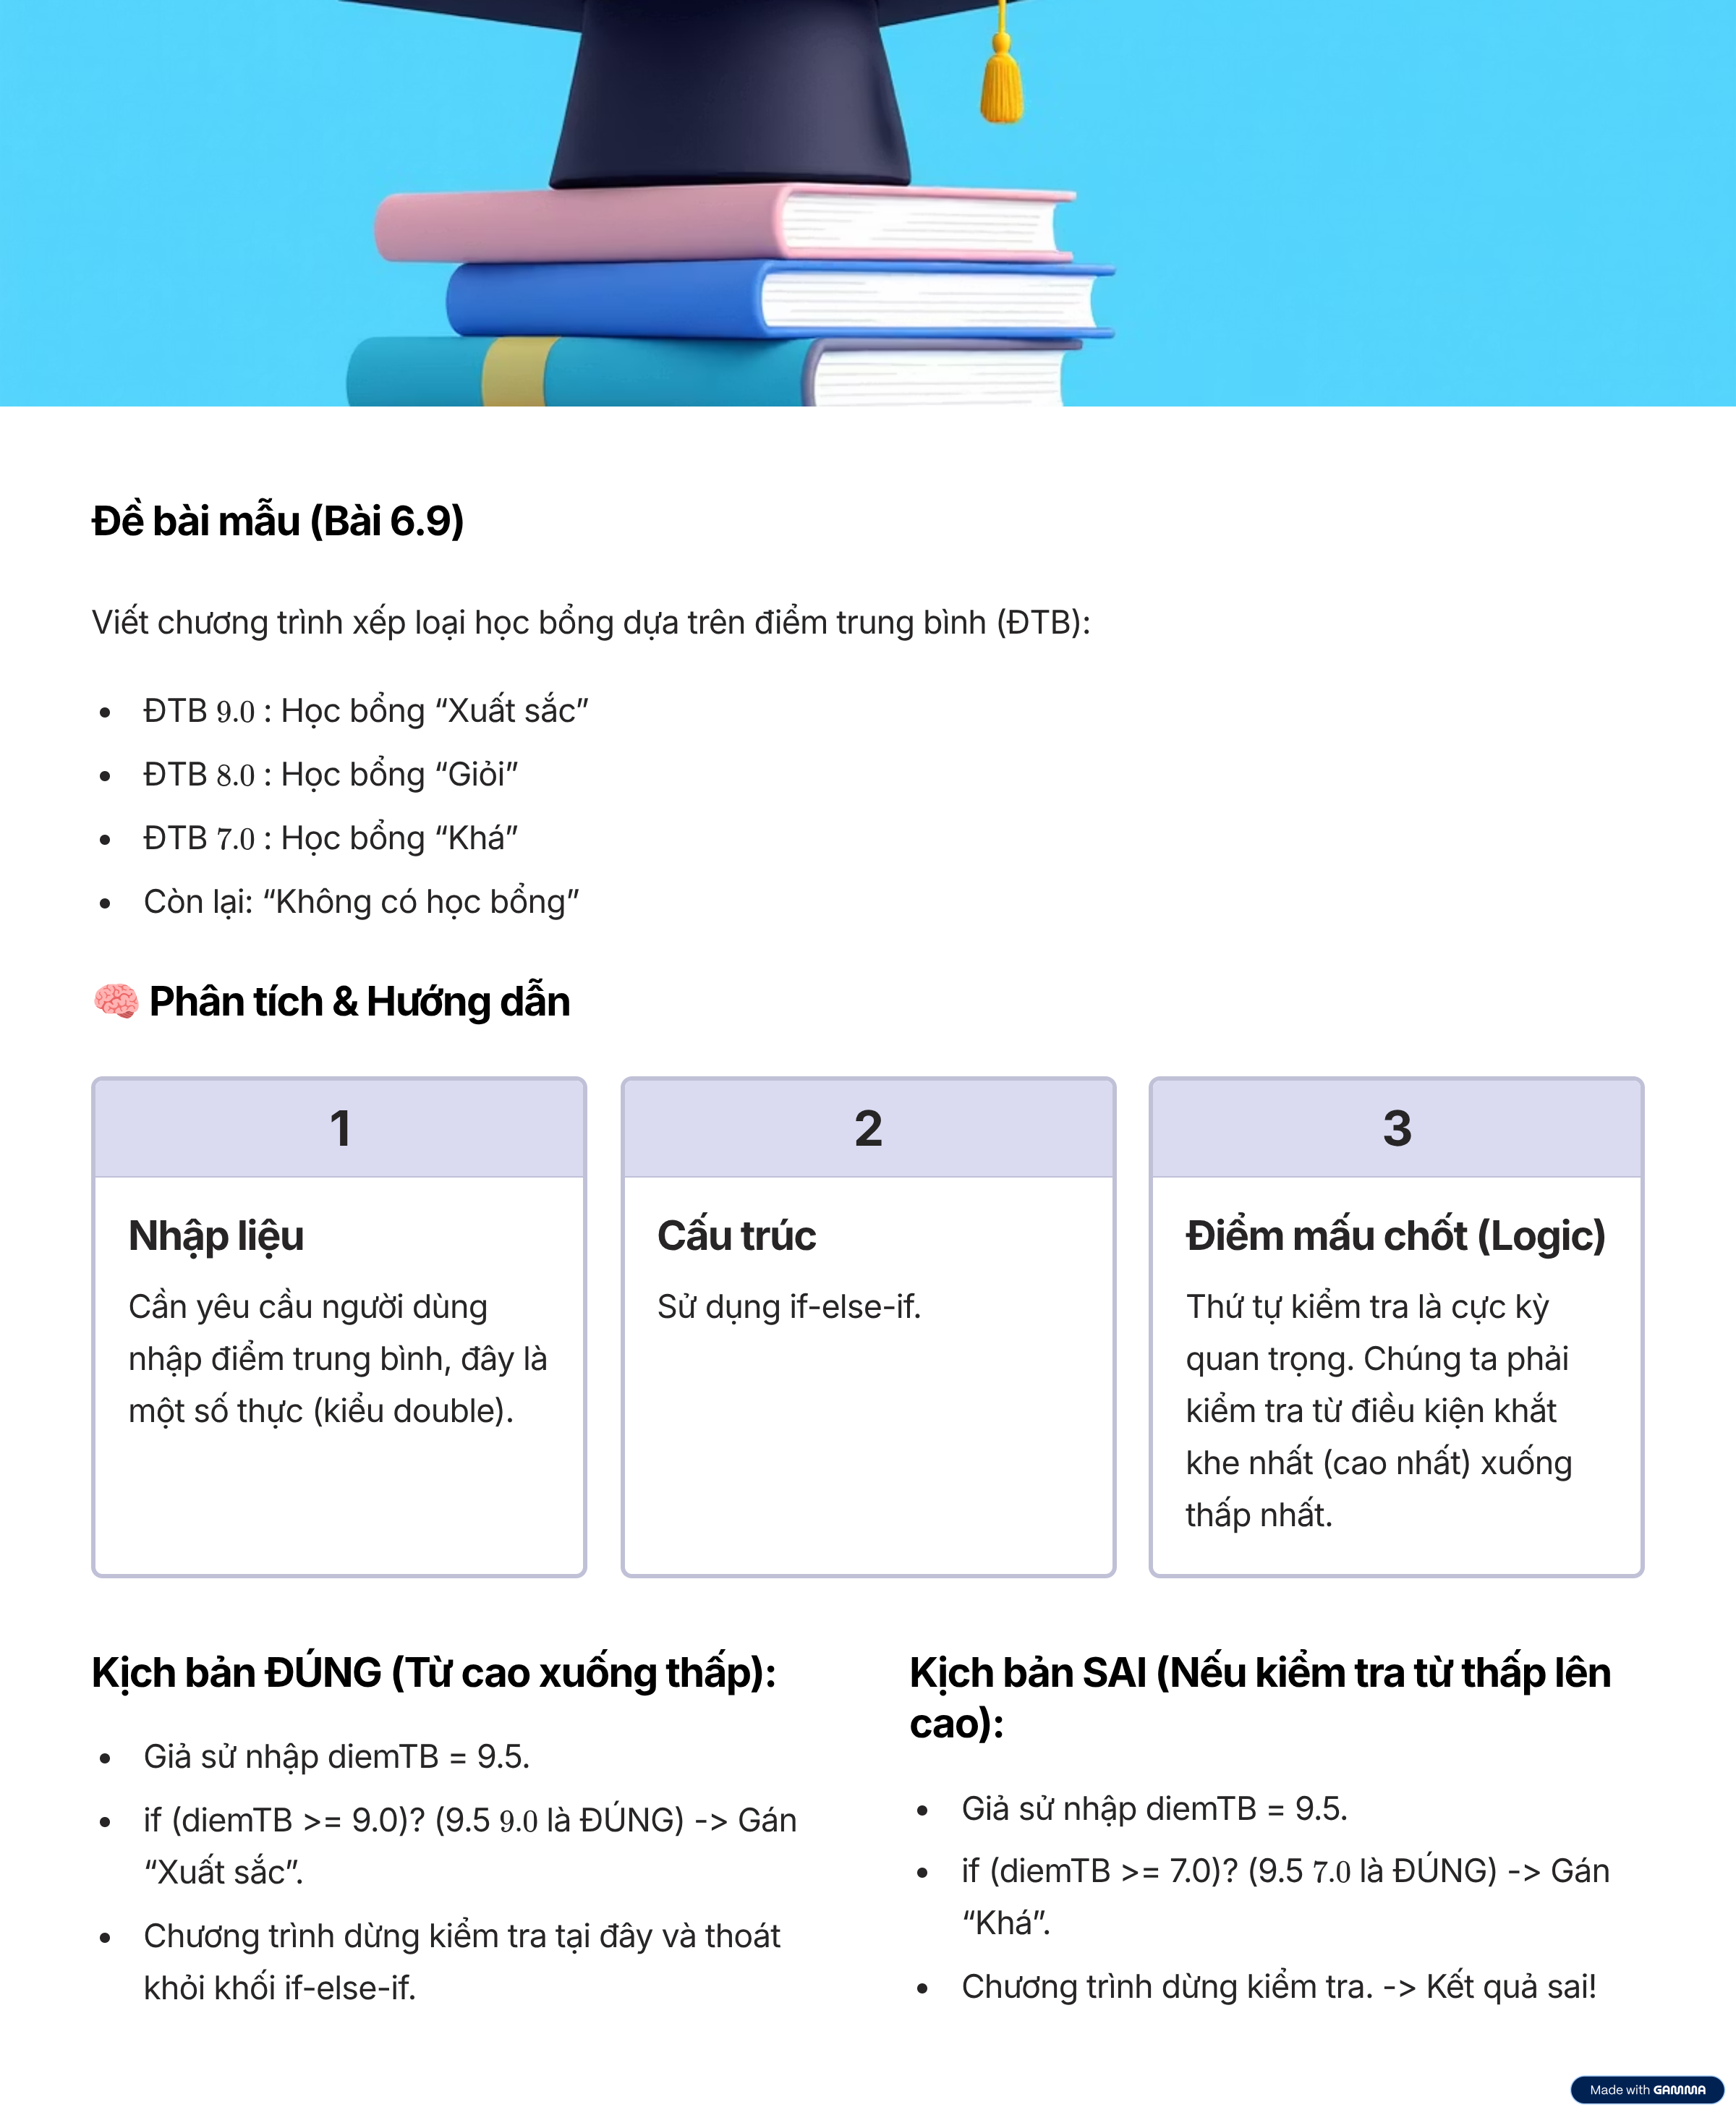 Đề bài mẫu (Bài 6.9)
Viết chương trình xếp loại học bổng dựa trên điểm trung bình (ĐTB):
• ĐTB 9.0 : Học bổng “Xuất sắc”
• ĐTB 8.0 : Học bổng “Giỏi”
• ĐTB 7.0 : Học bổng “Khá”
• Còn lại: “Không có học bổng”
🧠 Phân tích & Hướng dẫn
1
Nhập liệu
Cần yêu cầu người dùng
nhập điểm trung bình, đây là
một số thực (kiểu double).
2
Cấu trúc
Sử dụng if-else-if.
3
Điểm mấu chốt (Logic)
Thứ tự kiểm tra là cực kỳ
quan trọng. Chúng ta phải
kiểm tra từ điều kiện khắt
khe nhất (cao nhất) xuống
thấp nhất.
Kịch bản ĐÚNG (Từ cao xuống thấp):
• Giả sử nhập diemTB = 9.5.
• if (diemTB >= 9.0)? (9.5 9.0 là ĐÚNG) -> Gán
“Xuất sắc”.
• Chương trình dừng kiểm tra tại đây và thoát
khỏi khối if-else-if.
Kịch bản SAI (Nếu kiểm tra từ thấp lên
cao):
• Giả sử nhập diemTB = 9.5.
• if (diemTB >= 7.0)? (9.5 7.0 là ĐÚNG) -> Gán
“Khá”.
• Chương trình dừng kiểm tra. -> Kết quả sai!
Made with GAMMA